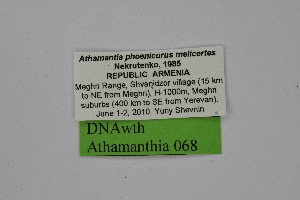 Athamantia phoenicurus melicertes
Nekrutenko, 1985
REPUBLIC ARMENIA
Meghri Range, Shvanidzor village (15 km
to NE from Meghri), H-1000m, Meghri
suburbs (400 km to SE from Yerevan).
June 1-2, 2010 Yuriy Shevnin
DNAwth
Athamanthia 068